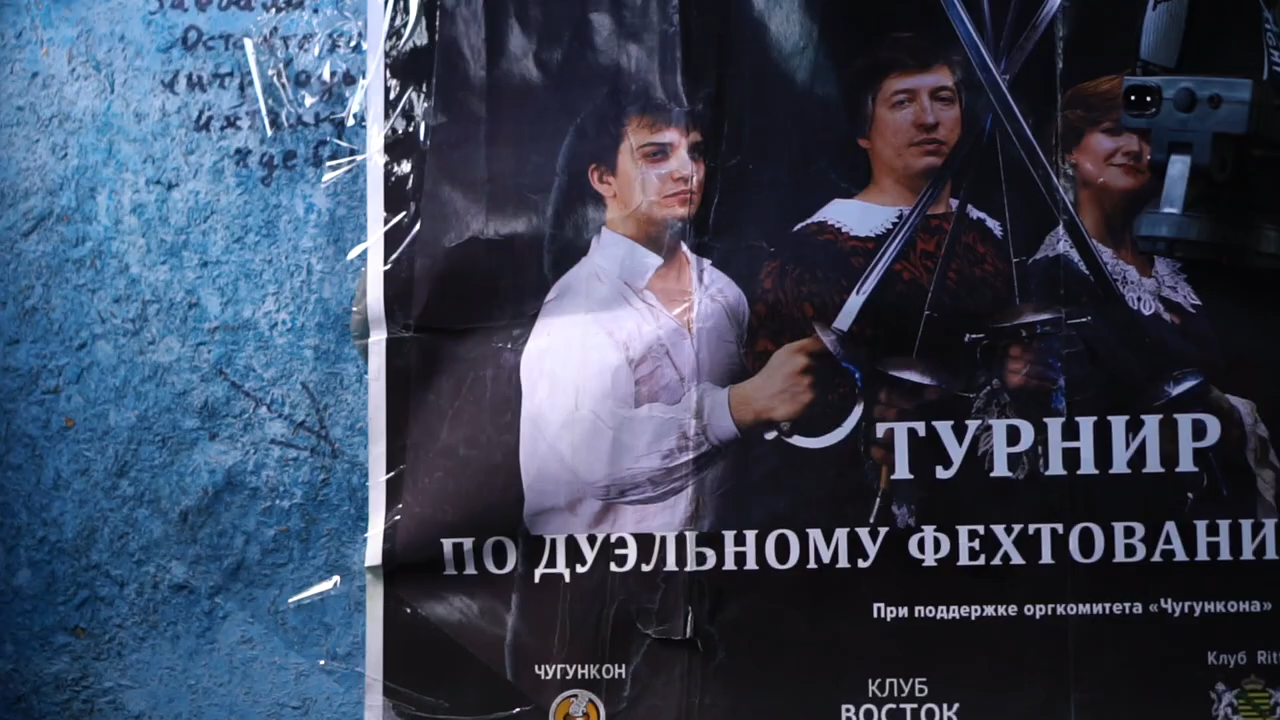 ТУРНИР
ПО ДУЭЛЬНОМУ ФЕХТОВАНИ
При поддержке оргкомитета «Чугункона»
ЧУГУНКОН
КЛУБ
ВОСТОК
Клуб Rit